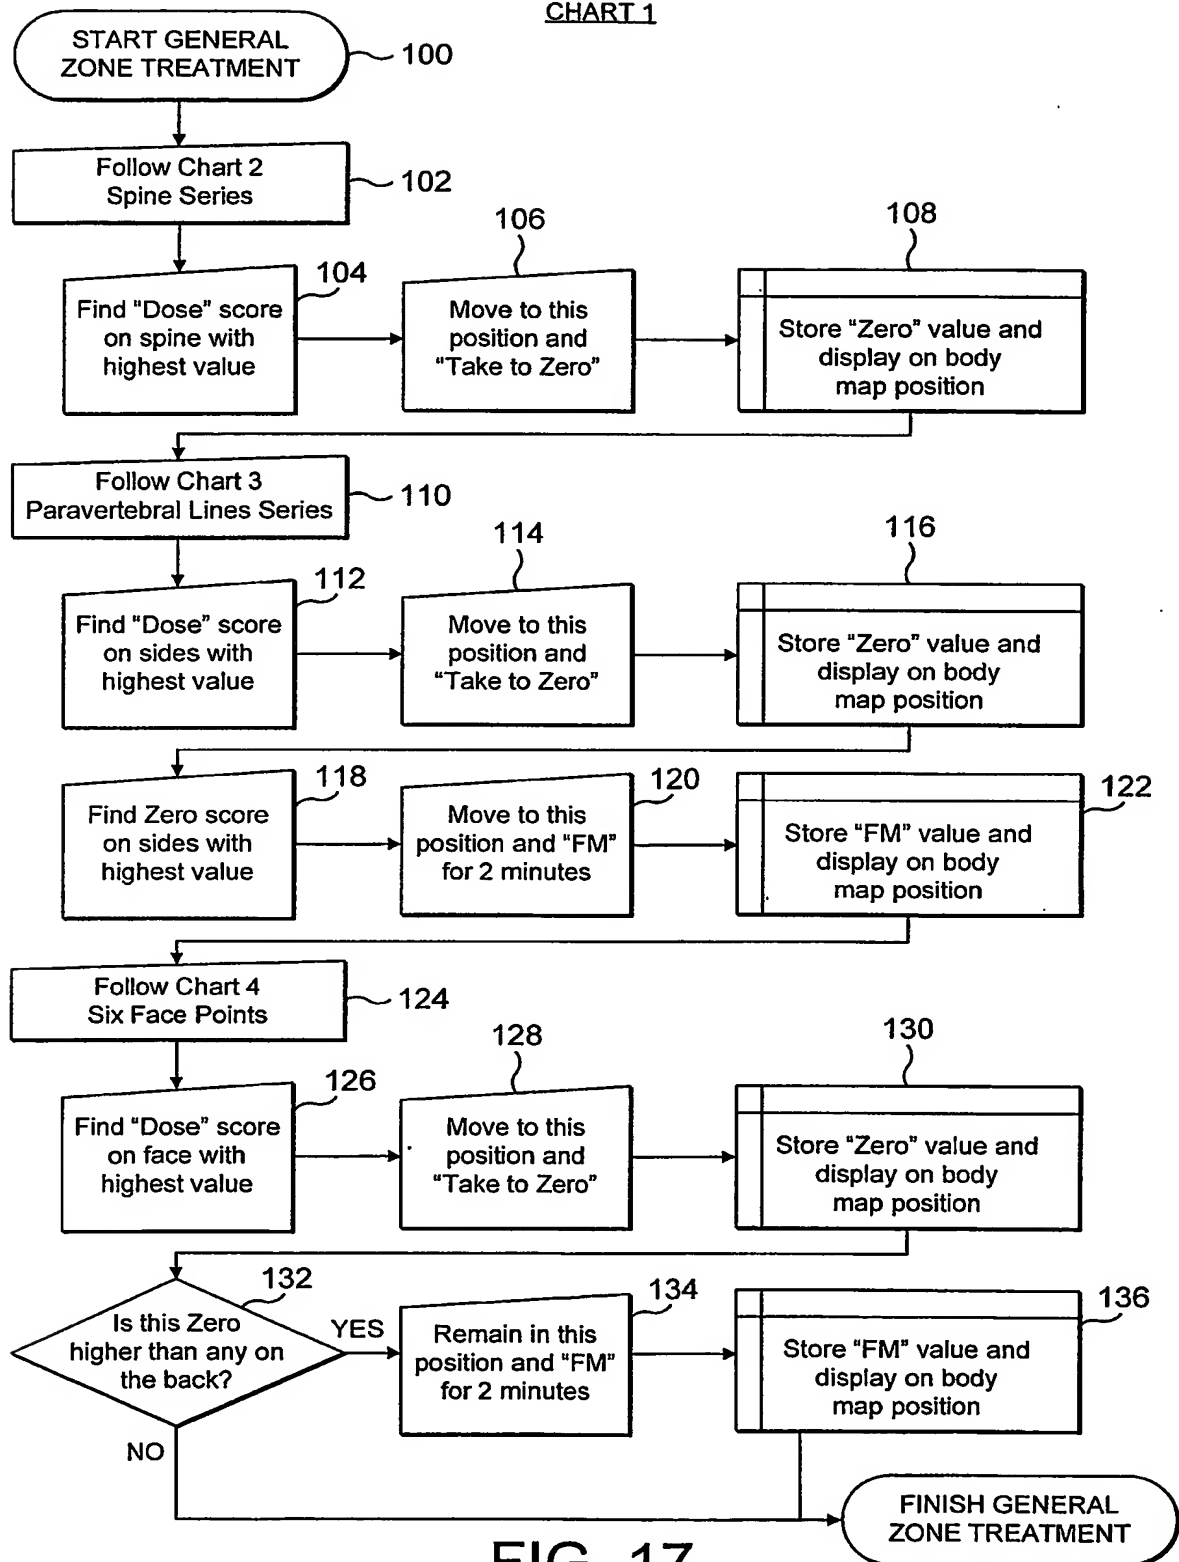 CHART 1
START GENERAL
ZONE TREATMENT
100
Follow Chart 2
Spine Series
102
104
Find "Dose" score
on spine with
highest value
106
Move to this
position and
"Take to Zero"
108
Store "Zero" value and
display on body
map position
Follow Chart 3
Paravertebral Lines Series
110
112
Find "Dose" score
on sides with
highest value
114
Move to this
position and
"Take to Zero"
116
Store "Zero" value and
display on body
map position
118
Find Zero score
on sides with
highest value
120
Move to this
position and "FM"
for 2 minutes
122
Store "FM" value and
display on body
map position
Follow Chart 4
Six Face Points
124
126
Find "Dose" score
on face with
highest value
128
Move to this
position and
"Take to Zero"
130
Store "Zero" value and
display on body
map position
132
Is this Zero
higher than any on
the back?
YES
NO
134
Remain in this
position and "FM"
for 2 minutes
136
Store "FM" value and
display on body
map position
FINISH GENERAL
ZONE TREATMENT
FIG. 17